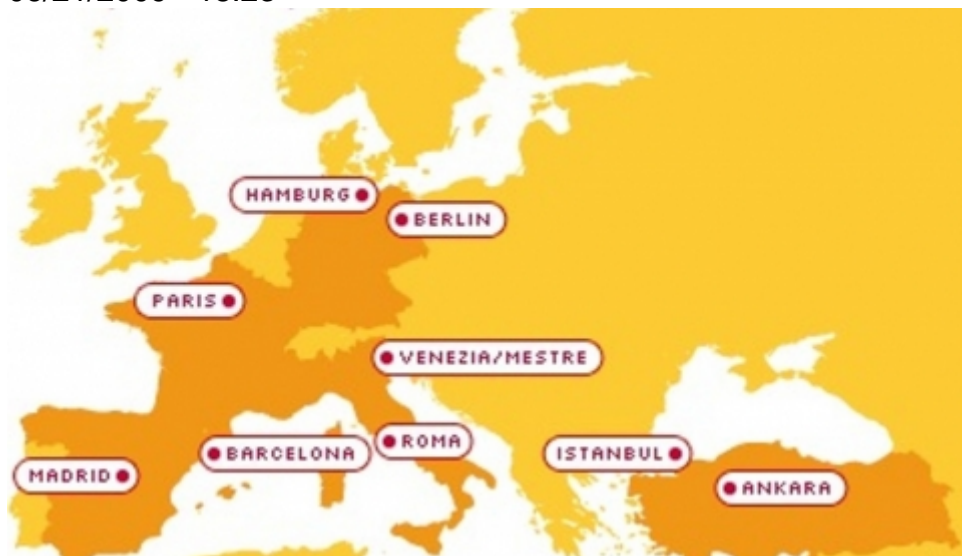 HAMBURG
BERLIN
PARIS
VENEZIA/MESTRE
ROMA
BARCELONA
ISTANBUL
MADRID
ANKARA